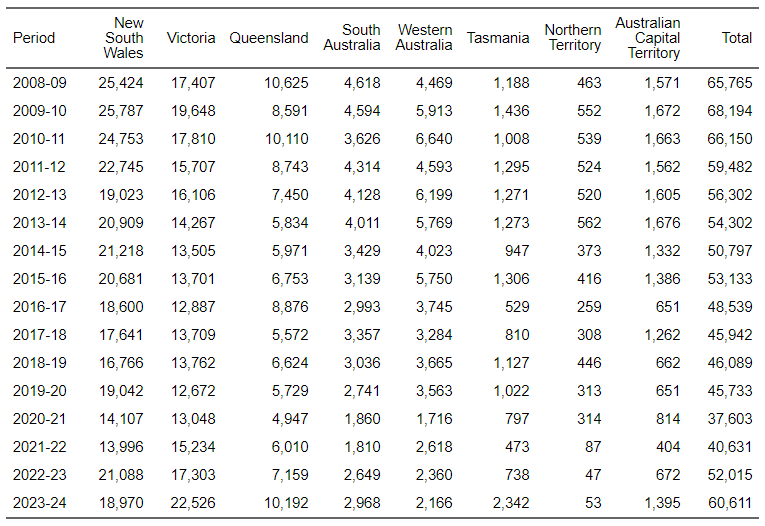 Period New South Wales Victoria Queensland South Australia Western Australia Tasmania Northern Territory Australian Capital Territory Total
2008-09 25,424 17,407 10,625 4,618 4,469 1,188 463 1,571 65,765
2009-10 25,787 19,648 8,591 4,594 5,913 1,436 552 1,672 68,194
2010-11 24,753 17,810 10,110 3,626 6,640 1,008 539 1,663 66,150
2011-12 22,745 15,707 8,743 4,314 4,593 1,295 524 1,562 59,482
2012-13 19,023 16,106 7,450 4,128 6,199 1,271 520 1,605 56,302
2013-14 20,909 14,267 5,834 4,011 5,769 1,273 562 1,676 54,302
2014-15 21,218 13,505 5,971 3,429 4,023 947 373 1,332 50,797
2015-16 20,681 13,701 6,753 3,139 5,750 1,306 416 1,386 53,133
2016-17 18,600 12,887 8,876 2,993 3,745 529 259 651 48,539
2017-18 17,641 13,709 5,572 3,357 3,284 810 308 1,262 45,942
2018-19 16,766 13,762 6,624 3,036 3,665 1,127 446 662 46,089
2019-20 19,042 12,672 5,729 2,741 3,563 1,022 313 651 45,733
2020-21 14,107 13,048 4,947 1,860 1,716 797 314 814 37,603
2021-22 13,996 15,234 6,010 1,810 2,618 473 87 404 40,631
2022-23 21,088 17,303 7,159 2,649 2,360 738 47 672 52,015
2023-24 18,970 22,526 10,192 2,968 2,166 2,342 53 1,395 60,611